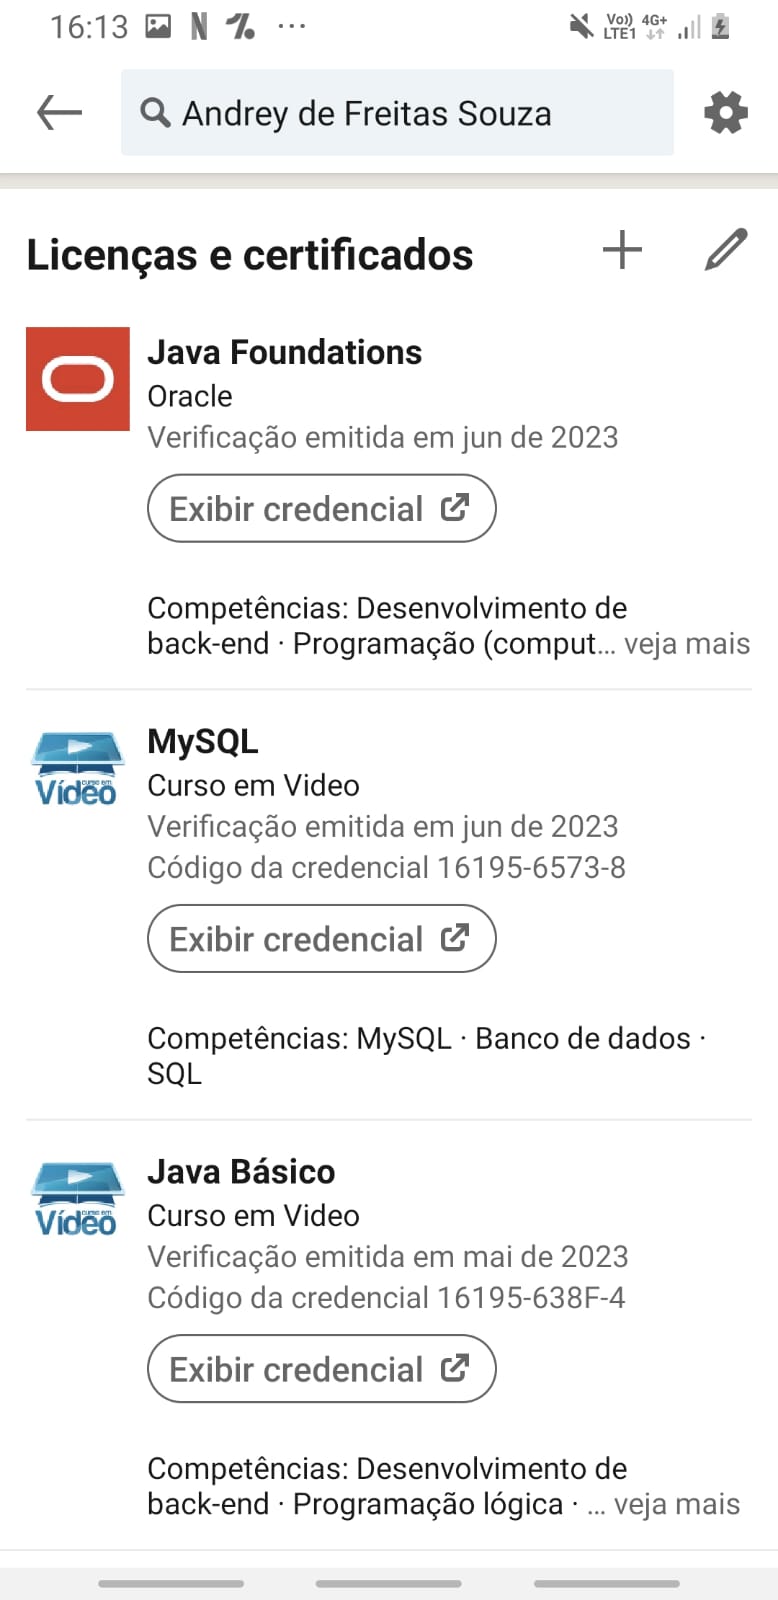 16:13
Vo)) 4G+
LTE1
Andrey de Freitas Souza
Licenças e certificados
Java Foundations
Oracle
Verificação emitida em jun de 2023
Exibir credencial
Competências: Desenvolvimento de
back-end · Programação (comput... veja mais
curso em
Vídeo
MySQL
Curso em Video
Verificação emitida em jun de 2023
Código da credencial 16195-6573-8
Exibir credencial
Competências: MySQL · Banco de dados ·
SQL
curso em
Vídeo
Java Básico
Curso em Video
Verificação emitida em mai de 2023
Código da credencial 16195-638F-4
Exibir credencial
Competências: Desenvolvimento de
back-end · Programação lógica · ... veja mais